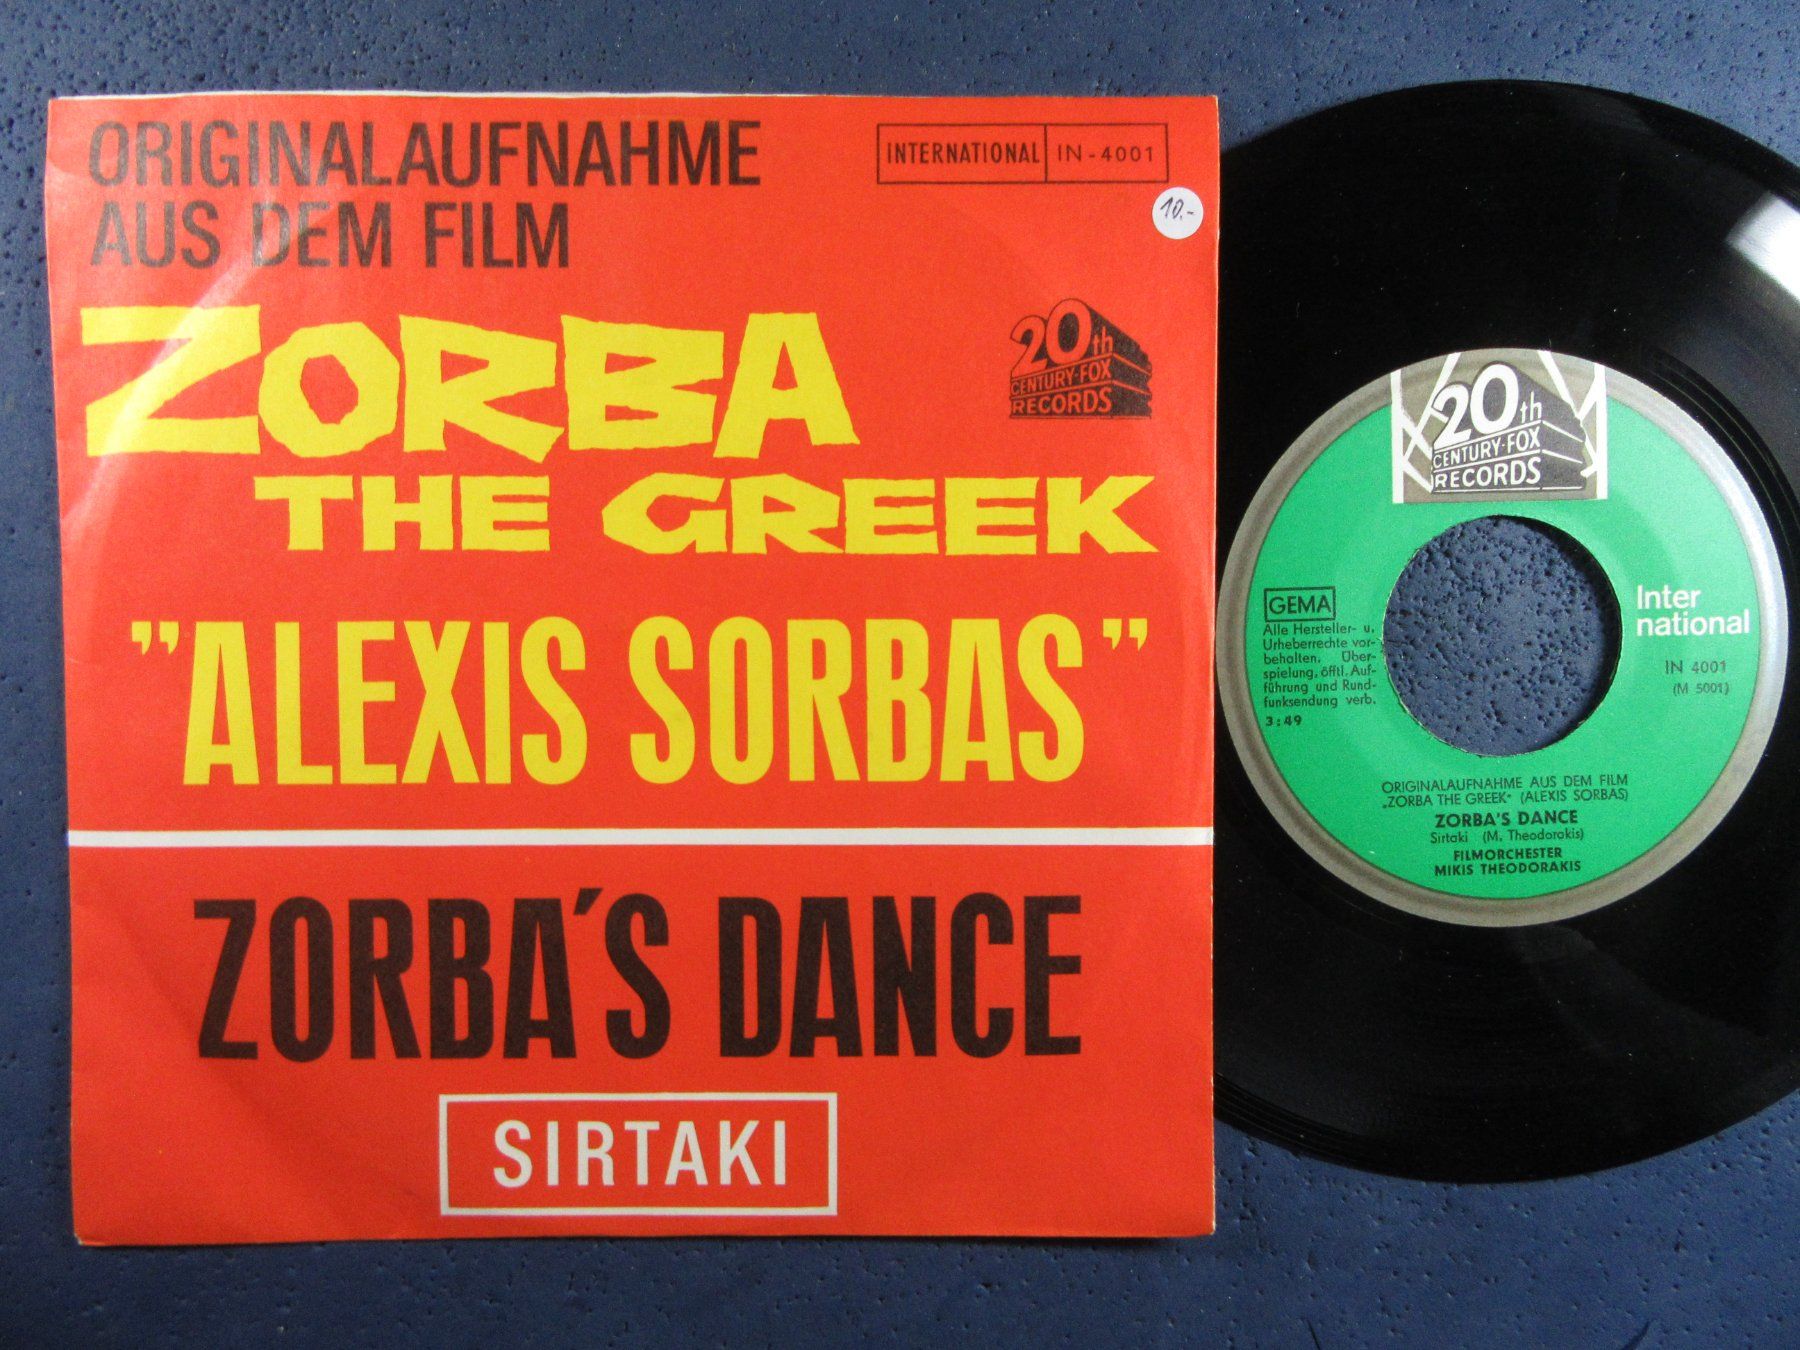 ORIGINALAUFNAHME
AUS DEM FILM
INTERNATIONAL IN-4001
10.-
ZORBA
THE GREEK
20th
CENTURY-FOX
RECORDS
"ALEXIS SORBAS"
ZORBA'S DANCE
SIRTAKI
20th
CENTURY-FOX
RECORDS
GEMA
Alle Hersteller- u.
Urheberrechte vor-
behalten. Über-
spielung, öfftl. Auf-
führung und Rund-
funksendung verb.
3:49
Inter
national
IN 4001
(M 5001)
ORIGINALAUFNAHME AUS DEM FILM
„ZORBA THE GREEK" (ALEXIS SORBAS)
ZORBA'S DANCE
Sirtaki (M. Theodorakis)
FILMORCHESTER
MIKIS THEODORAKIS